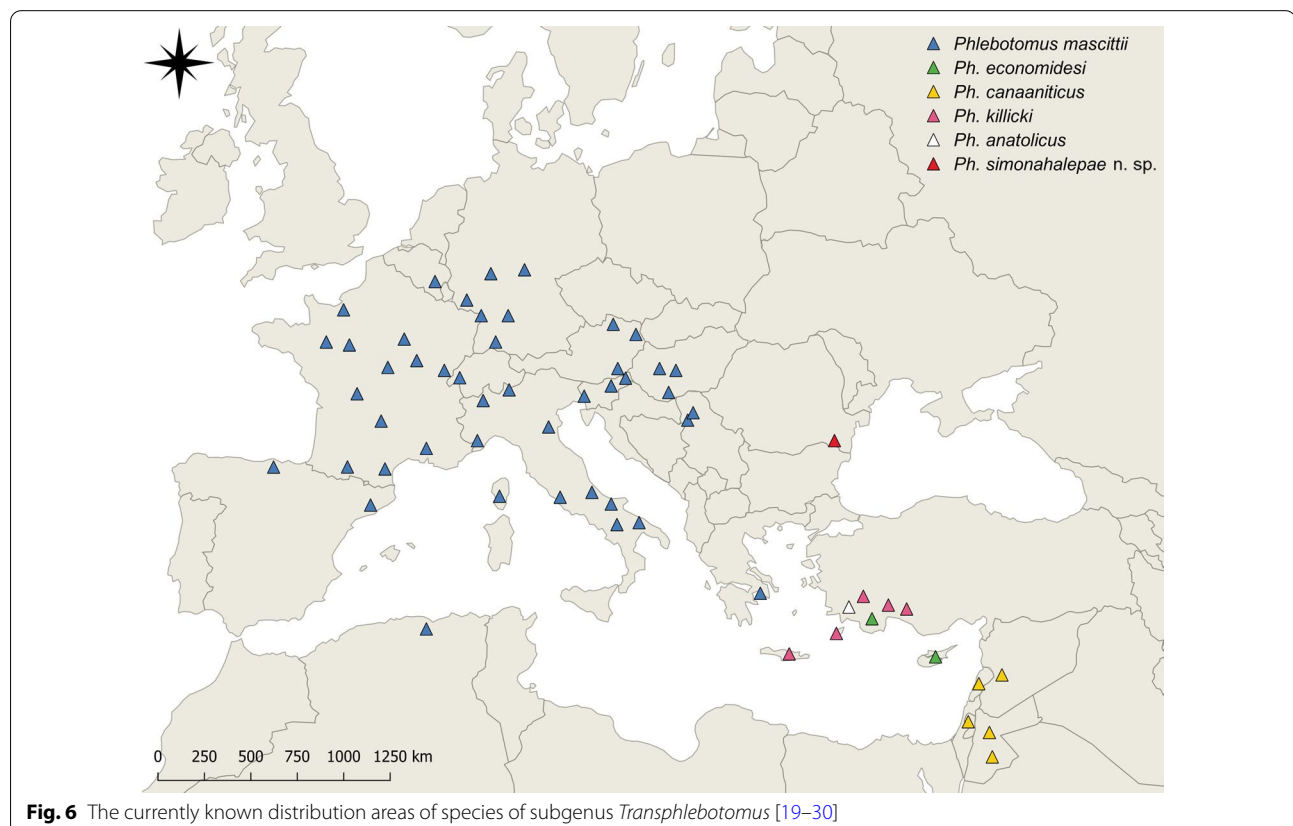 Phlebotomus mascittii
Ph. economidesi
Ph. canaaniticus
Ph. killicki
Ph. anatolicus
Ph. simonahalepae n. sp.
0 250 500 750 1000 1250 km
Fig. 6 The currently known distribution areas of species of subgenus Transphlebotomus [19–30]